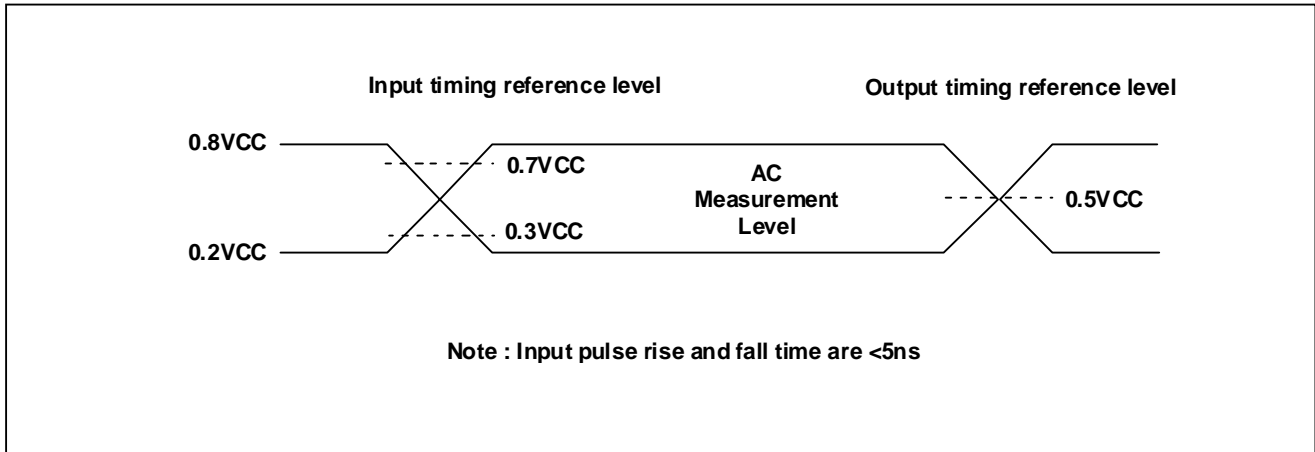 Input timing reference level
Output timing reference level
0.8VCC
0.7VCC
AC
Measurement
Level
0.5VCC
0.3VCC
0.2VCC
Note : Input pulse rise and fall time are <5ns